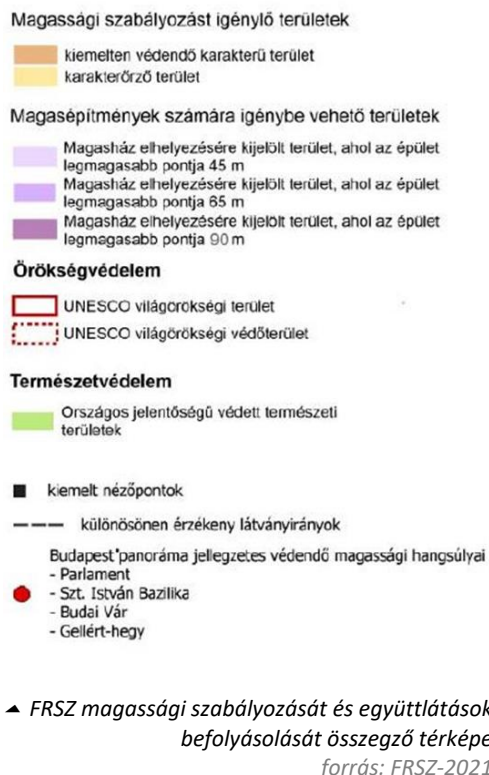 Magassági szabályozást igénylő területek
kiemelten védendő karakterű terület
karakterőrző terület
Magasépítmények számára igénybe vehető területek
Magasház elhelyezésére kijelölt terület, ahol az épület
legmagasabb pontja 45 m
Magasház elhelyezésére kijelölt terület, ahol az épület
legmagasabb pontja 65 m
Magasház elhelyezésére kijelölt terület, ahol az épület
legmagasabb pontja 90 m
Örökségvédelem
UNESCO világörökségi terület
UNESCO világörökségi védőterület
Természetvédelem
Országos jelentőségű védett természeti
területek
kiemelt nézőpontok
különösönen érzékeny látványirányok
Budapest panoráma jellegzetes védendő magassági hangsúlyai
- Parlament
- Szt. István Bazilika
- Budai Vár
- Gellért-hegy
FRSZ magassági szabályozását és együttlátások
befolyásolását összegző térképe
forrás: FRSZ-2021